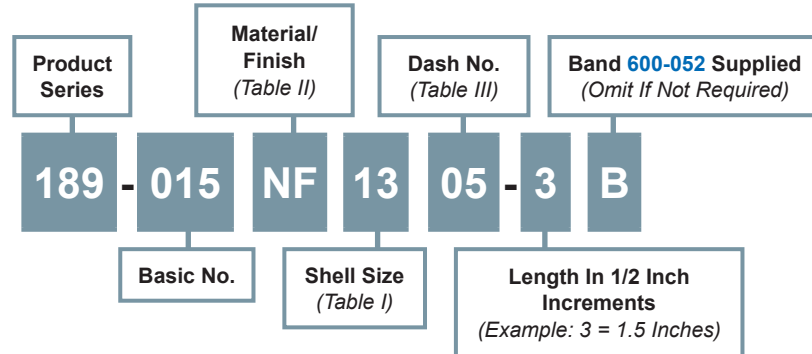 Product
Series
Material/
Finish
(Table II)
Dash No.
(Table III)
Band 600-052 Supplied
(Omit If Not Required)
189 - 015 NF 13 05 - 3 B
Basic No.
Shell Size
(Table I)
Length In 1/2 Inch
Increments
(Example: 3 = 1.5 Inches)